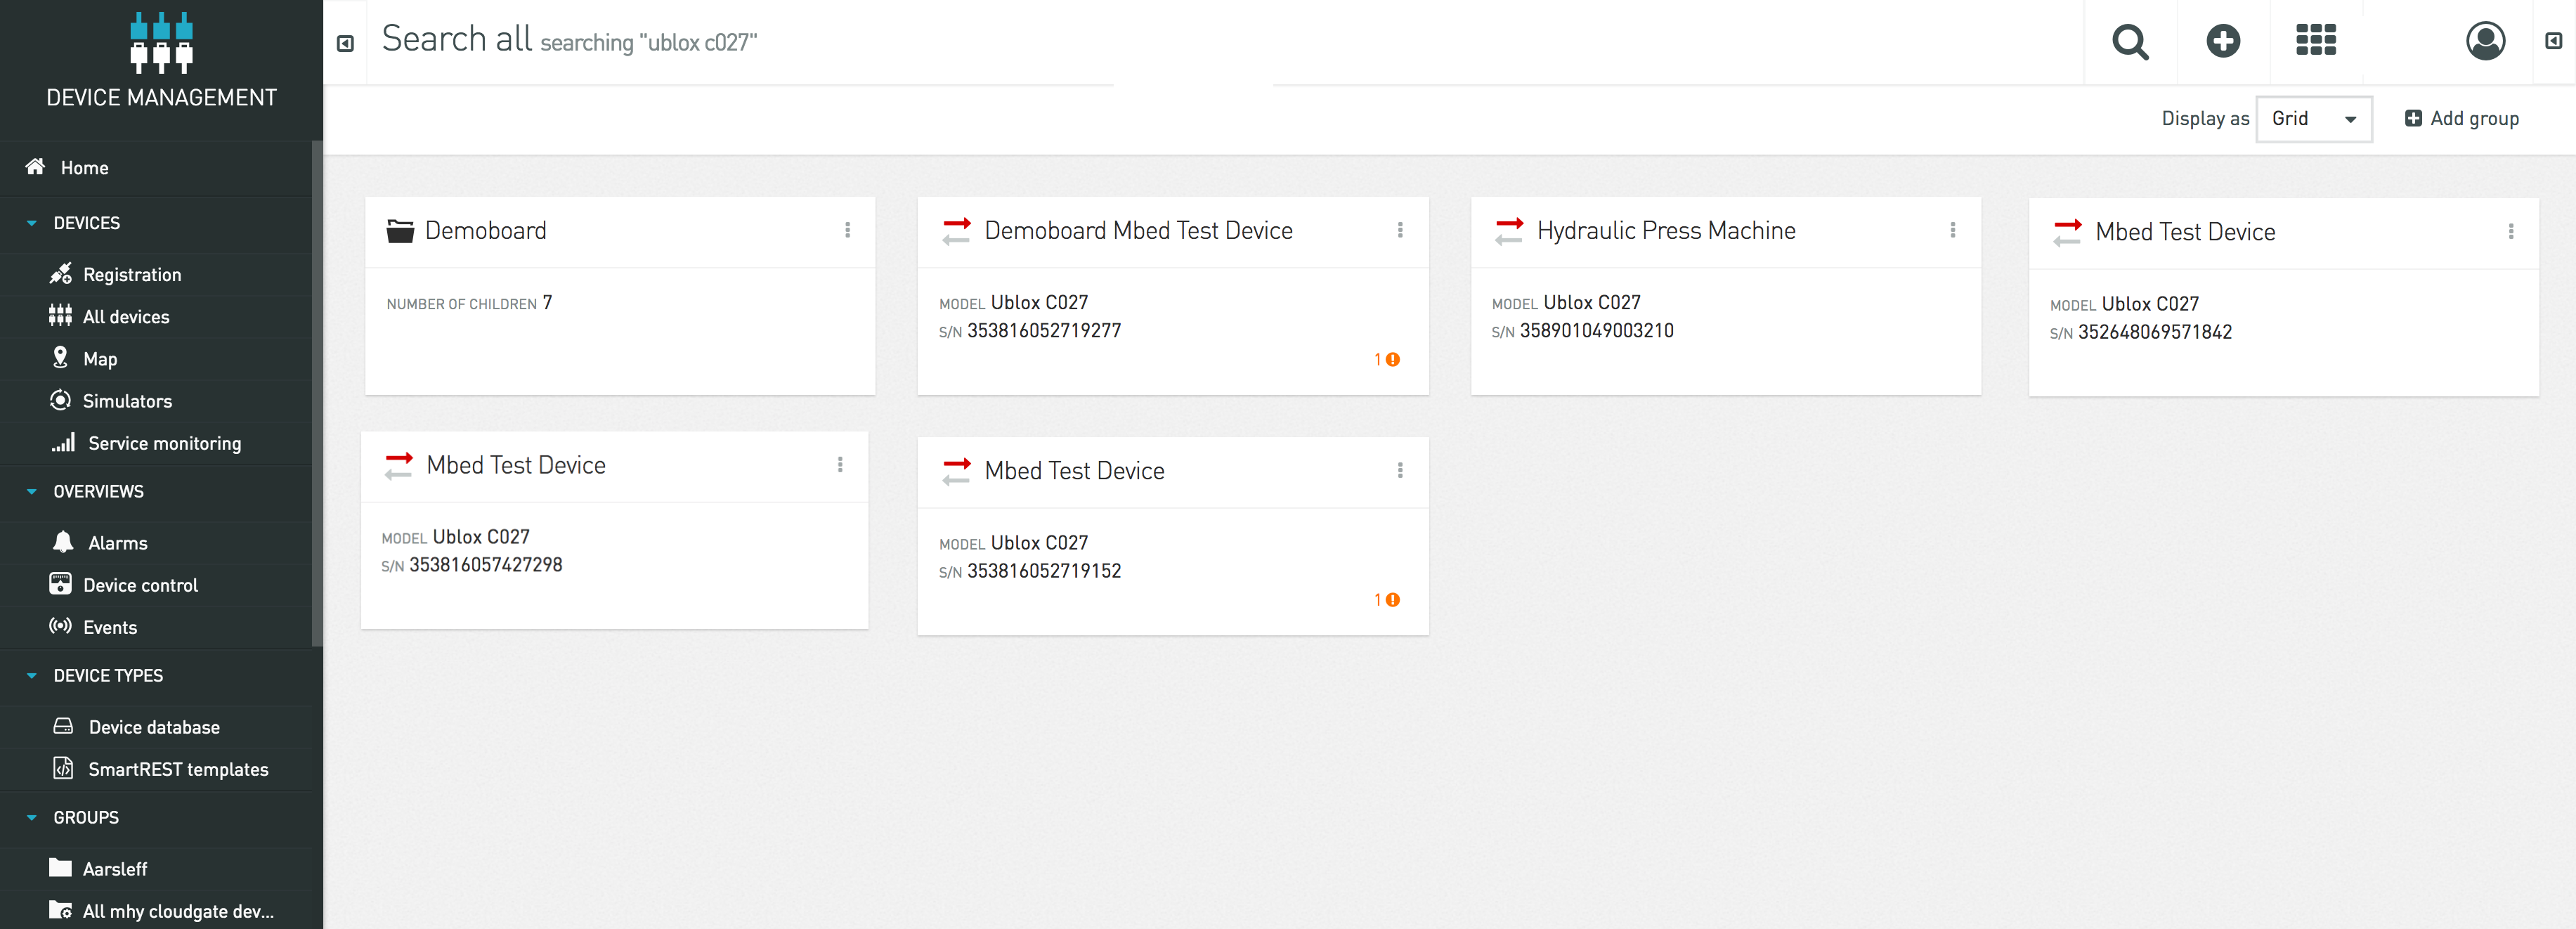 DEVICE MANAGEMENT
Home
DEVICES
Registration
All devices
Map
Simulators
Service monitoring
OVERVIEWS
Alarms
Device control
Events
DEVICE TYPES
Device database
SmartREST templates
GROUPS
Aarsleff
All mhy cloudgate dev...
Search all searching "ublox c027"
Display as Grid Add group
Demoboard
NUMBER OF CHILDREN 7
Demoboard Mbed Test Device
MODEL Ublox C027
S/N 353816052719277
1
Hydraulic Press Machine
MODEL Ublox C027
S/N 358901049003210
Mbed Test Device
MODEL Ublox C027
S/N 352648069571842
Mbed Test Device
MODEL Ublox C027
S/N 353816057427298
Mbed Test Device
MODEL Ublox C027
S/N 353816052719152
1